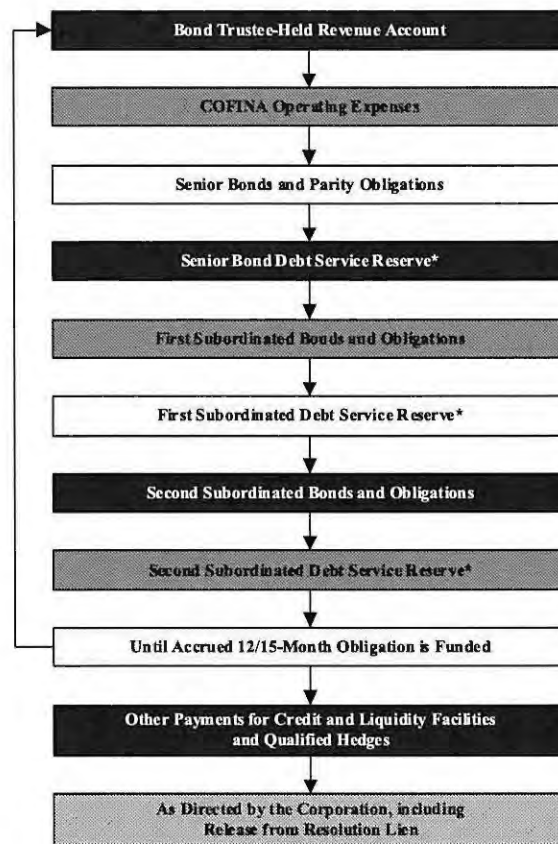 Bond Trustee-Held Revenue Account
COFINA Operating Expenses
Senior Bonds and Parity Obligations
Senior Bond Debt Service Reserve*
First Subordinated Bonds and Obligations
First Subordinated Debt Service Reserve*
Second Subordinated Bonds and Obligations
Second Subordinated Debt Service Reserve*
Until Accrued 12/15-Month Obligation is Funded
Other Payments for Credit and Liquidity Facilities
and Qualified Hedges
As Directed by the Corporation, including
Release from Resolution Lien